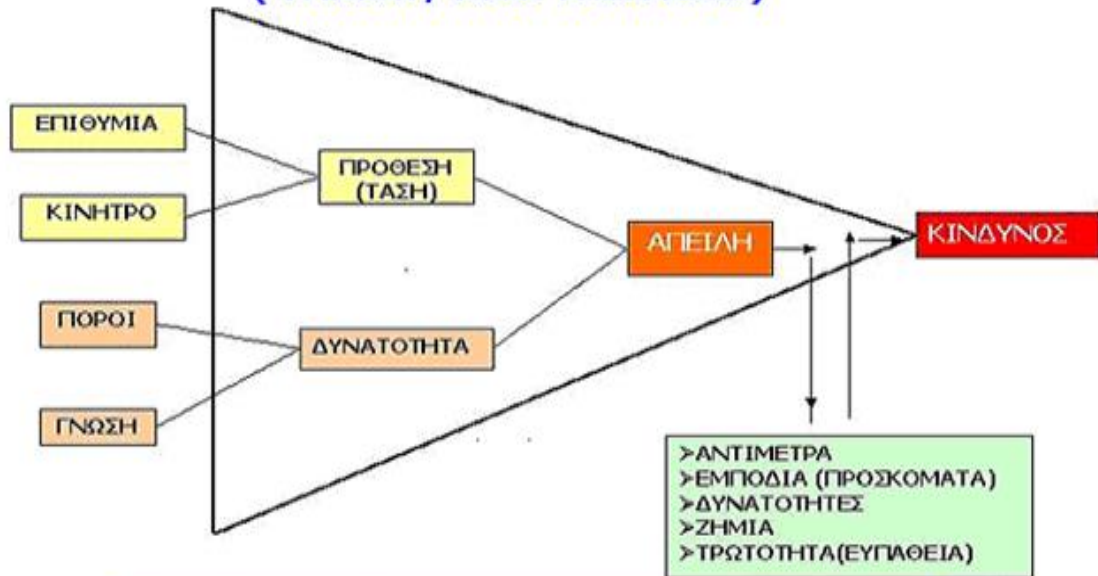 ΕΠΙΘΥΜΙΑ
ΚΙΝΗΤΡΟ
ΠΡΟΘΕΣΗ
(ΤΑΣΗ)
ΑΠΕΙΛΗ
ΚΙΝΔΥΝΟΣ
ΠΟΡΟΙ
ΔΥΝΑΤΟΤΗΤΑ
ΓΝΩΣΗ
➢ΑΝΤΙΜΕΤΡΑ
➢ΕΜΠΟΔΙΑ (ΠΡΟΣΚΟΜΑΤΑ)
➢ΔΥΝΑΤΟΤΗΤΕΣ
➢ΖΗΜΙΑ
➢ΤΡΩΤΟΤΗΤΑ(ΕΥΠΑΘΕΙΑ)